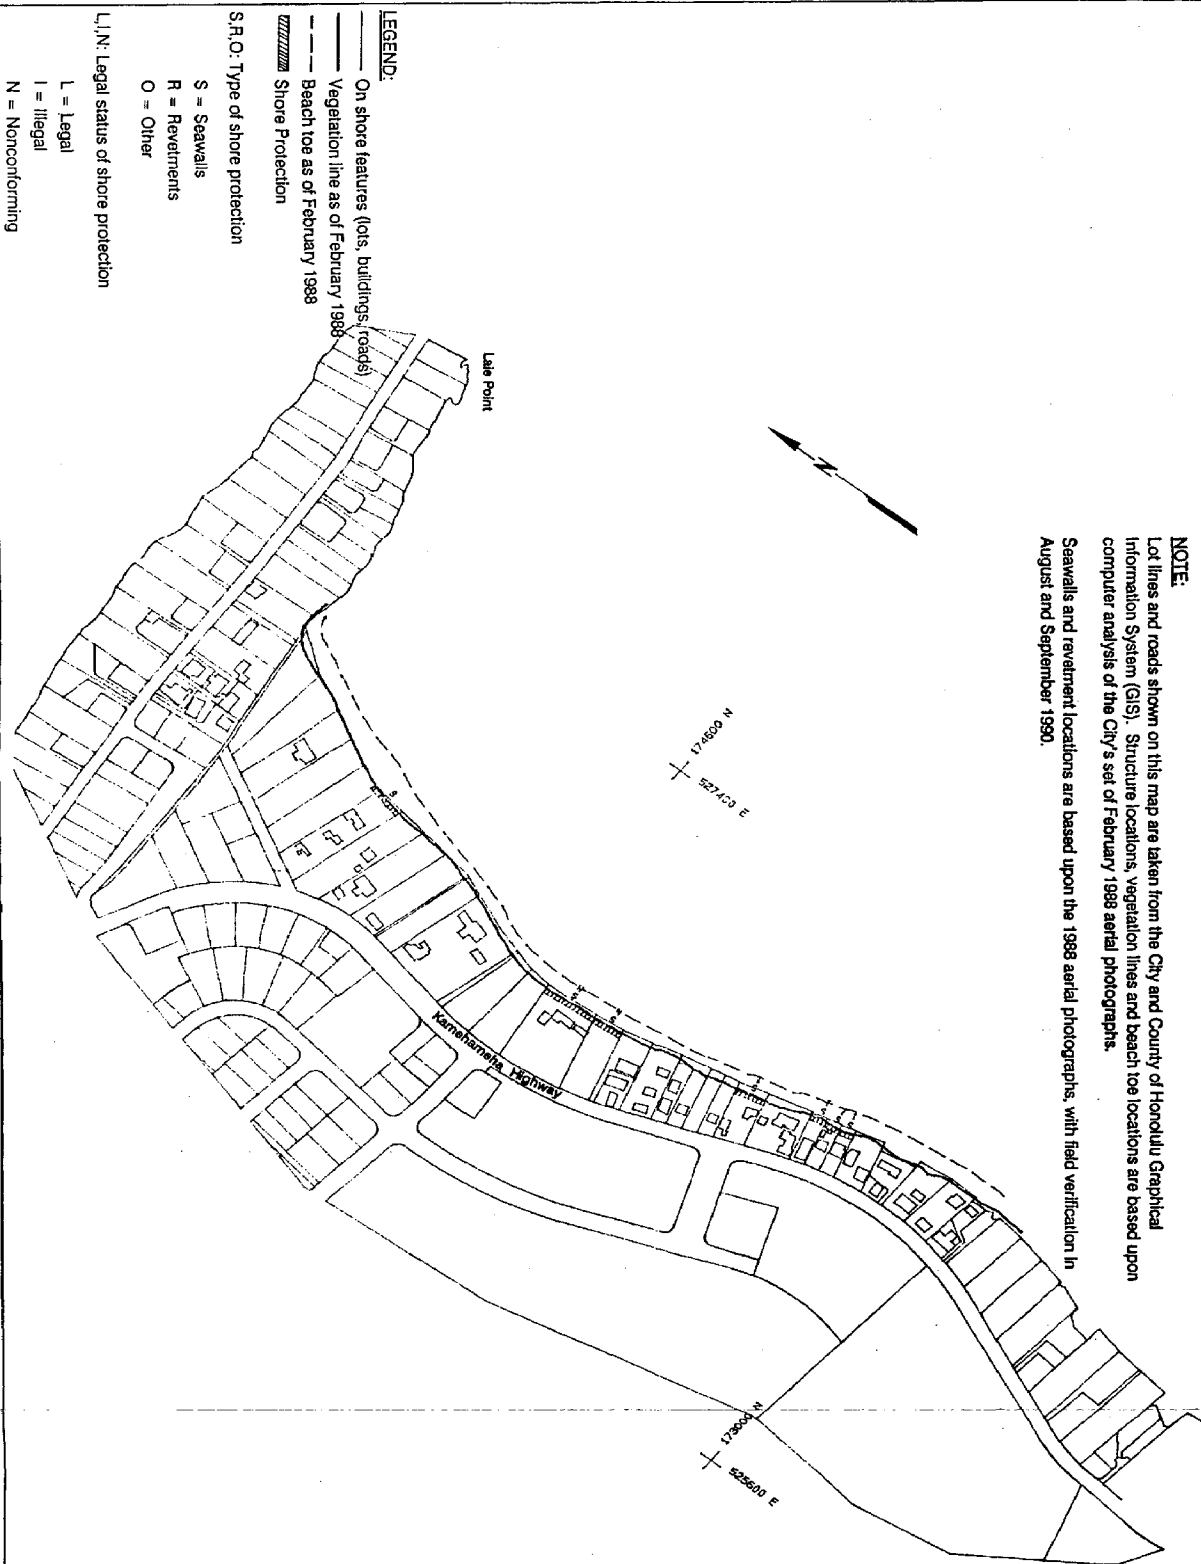 NOTE:
Lot lines and roads shown on this map are taken from the City and County of Honolulu Graphical
Information System (GIS). Structure locations, vegetation lines and beach toe locations are based upon
computer analysis of the City's set of February 1988 aerial photographs.
Seawalls and revetment locations are based upon the 1988 aerial photographs, with field verification in
August and September 1990.
N
174600 N
527400 E
Laie Point
Kamehameha Highway
173000 N
525600 E
LEGEND:
On shore features (lots, buildings, roads)
Vegetation line as of February 1988
Beach toe as of February 1988
Shore Protection
S,R,O: Type of shore protection
S = Seawalls
R = Revetments
O = Other
L,I,N: Legal status of shore protection
L = Legal
I = Illegal
N = Nonconforming